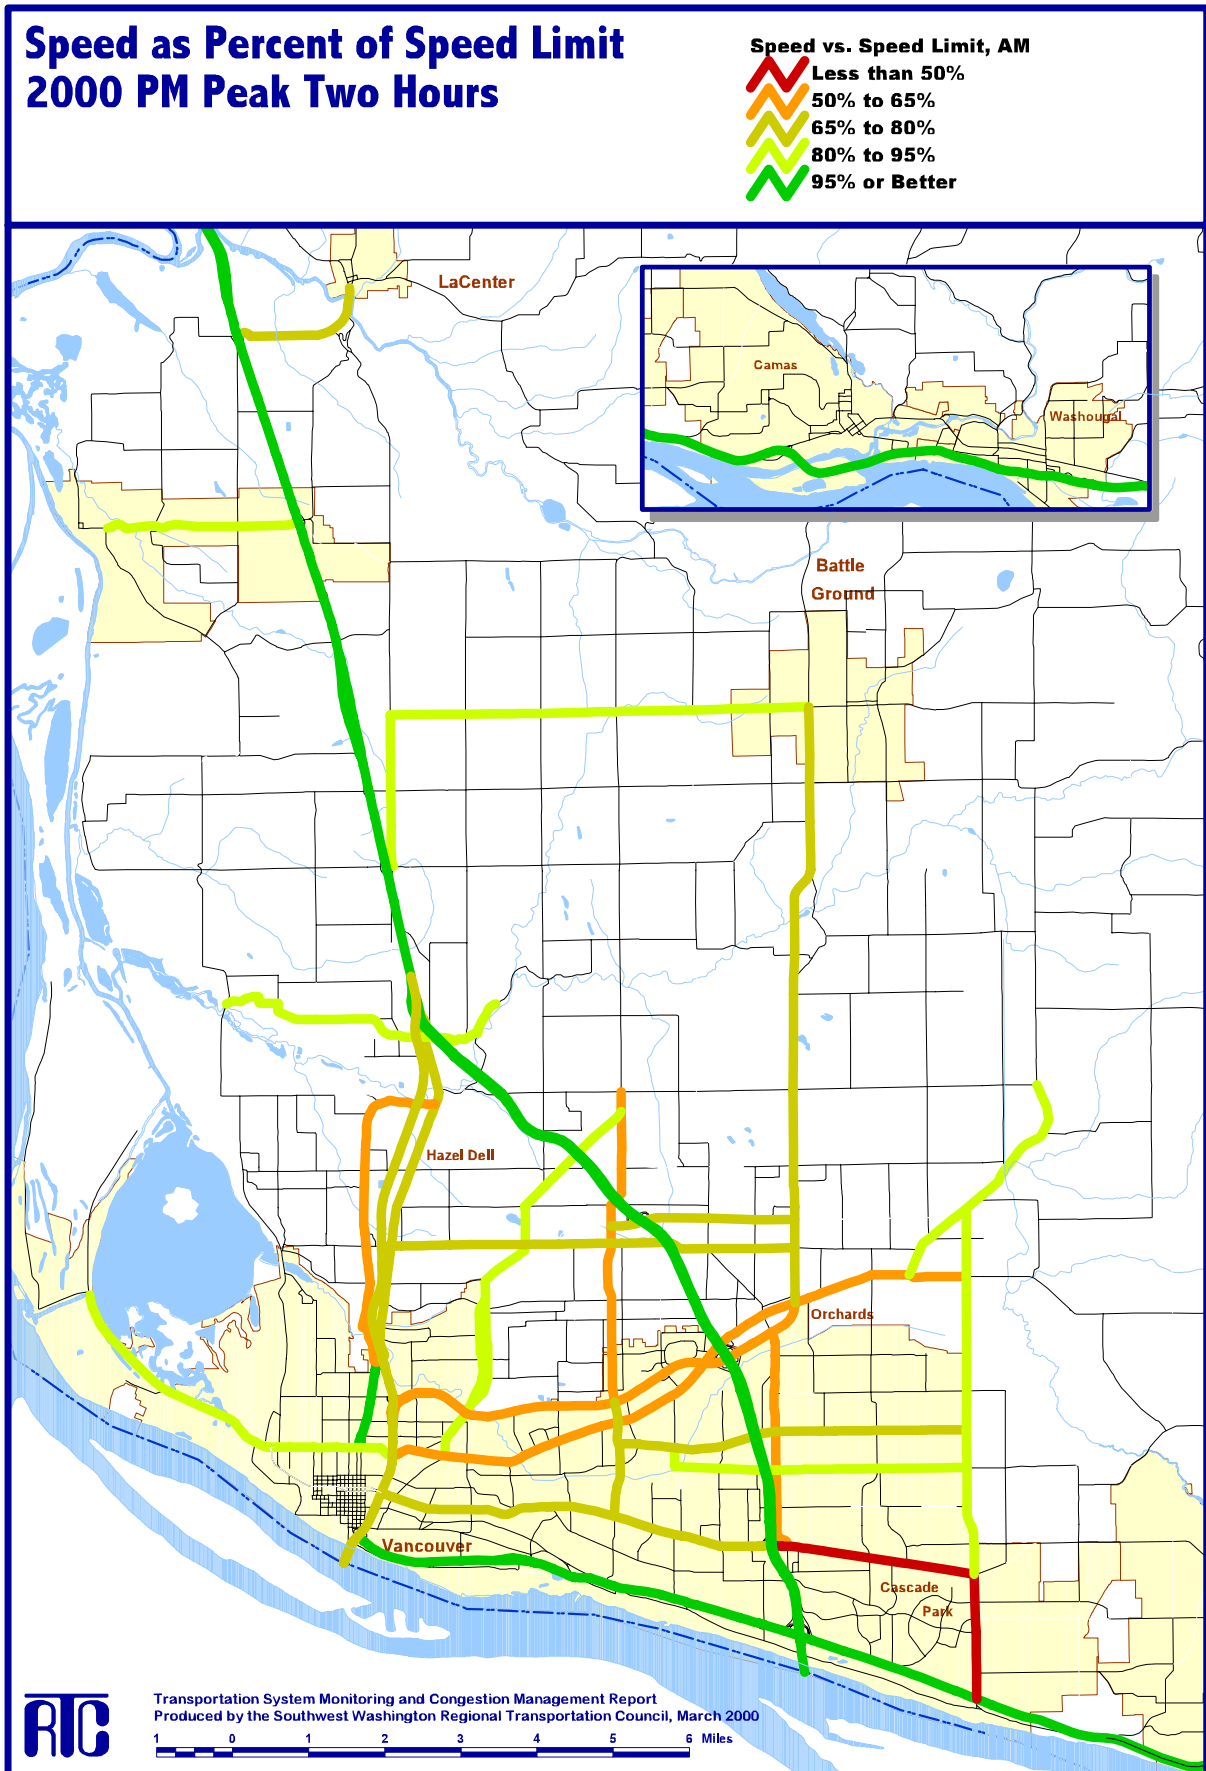 Speed as Percent of Speed Limit
2000 PM Peak Two Hours
Speed vs. Speed Limit, AM
Less than 50%
50% to 65%
65% to 80%
80% to 95%
95% or Better
LaCenter
Camas
Washougal
Battle
Ground
Hazel Dell
Orchards
Vancouver
Cascade
Park
RTC
Transportation System Monitoring and Congestion Management Report
Produced by the Southwest Washington Regional Transportation Council, March 2000
1 0 1 2 3 4 5 6 Miles